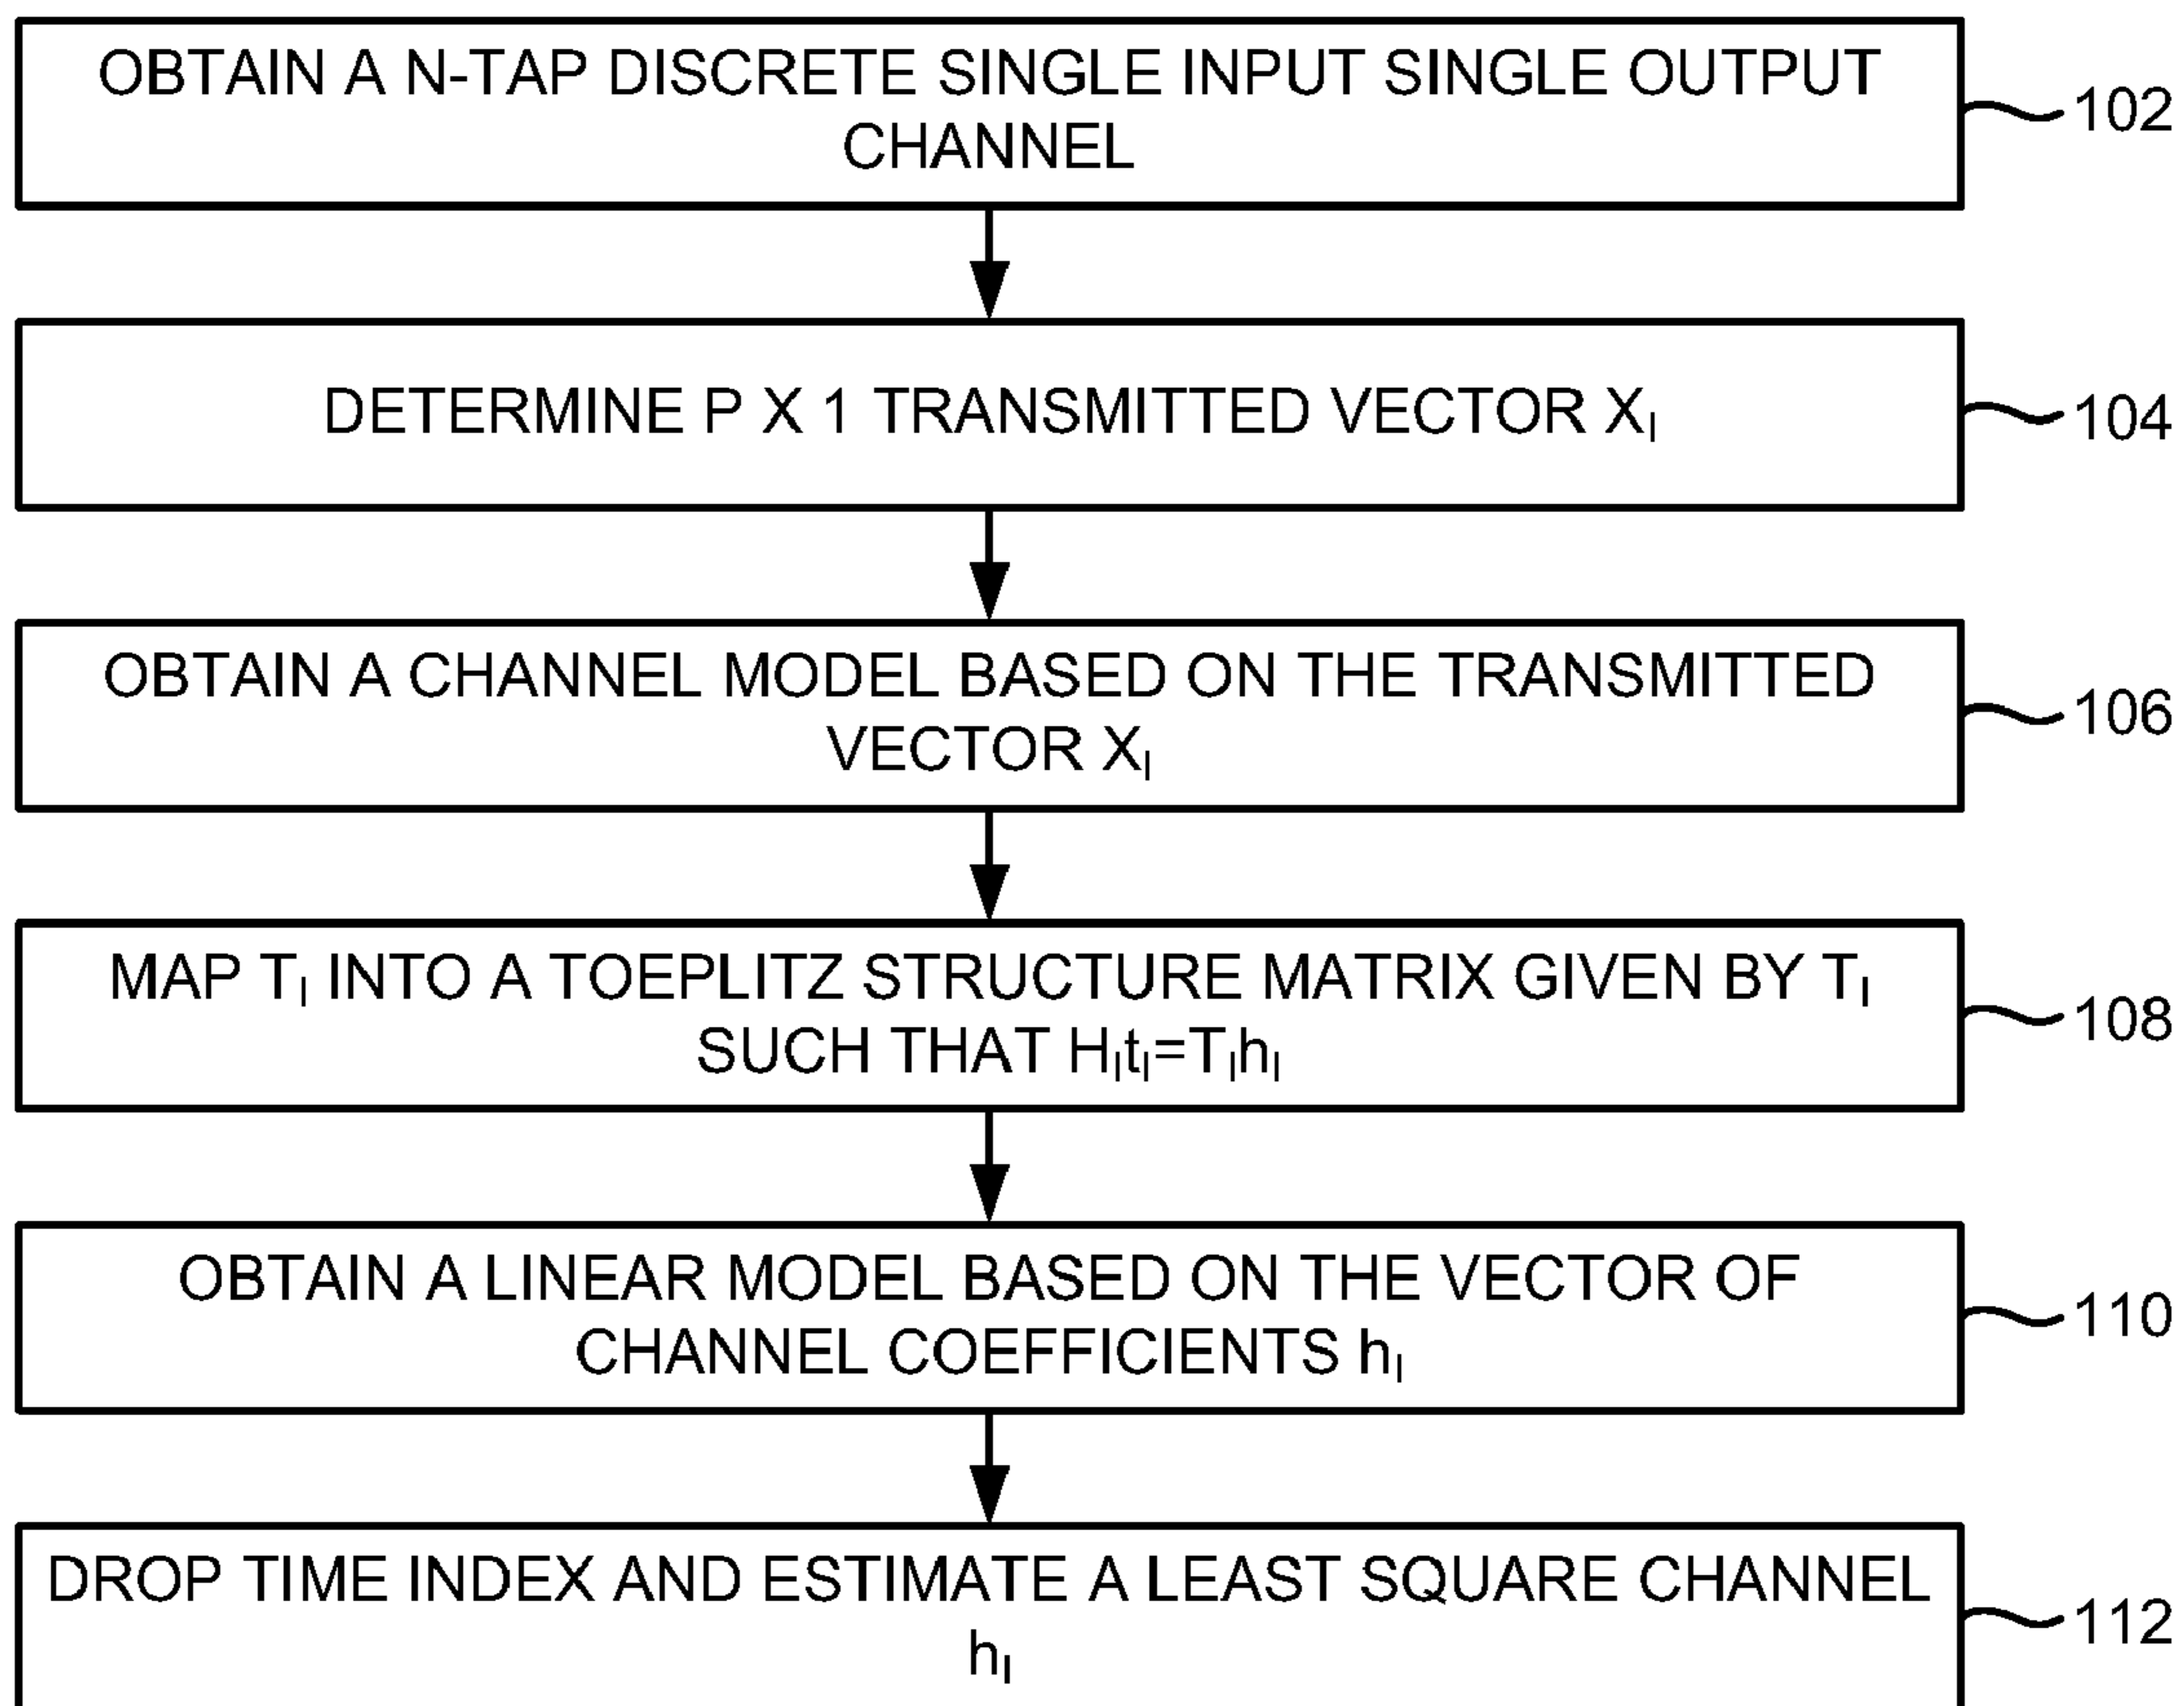 OBTAIN A N-TAP DISCRETE SINGLE INPUT SINGLE OUTPUT
CHANNEL
102
DETERMINE P X 1 TRANSMITTED VECTOR Xₗ
104
OBTAIN A CHANNEL MODEL BASED ON THE TRANSMITTED
VECTOR Xₗ
106
MAP Tₗ INTO A TOEPLITZ STRUCTURE MATRIX GIVEN BY Tₗ
SUCH THAT Hₗtₗ=Tₗhₗ
108
OBTAIN A LINEAR MODEL BASED ON THE VECTOR OF
CHANNEL COEFFICIENTS hₗ
110
DROP TIME INDEX AND ESTIMATE A LEAST SQUARE CHANNEL
hₗ
112